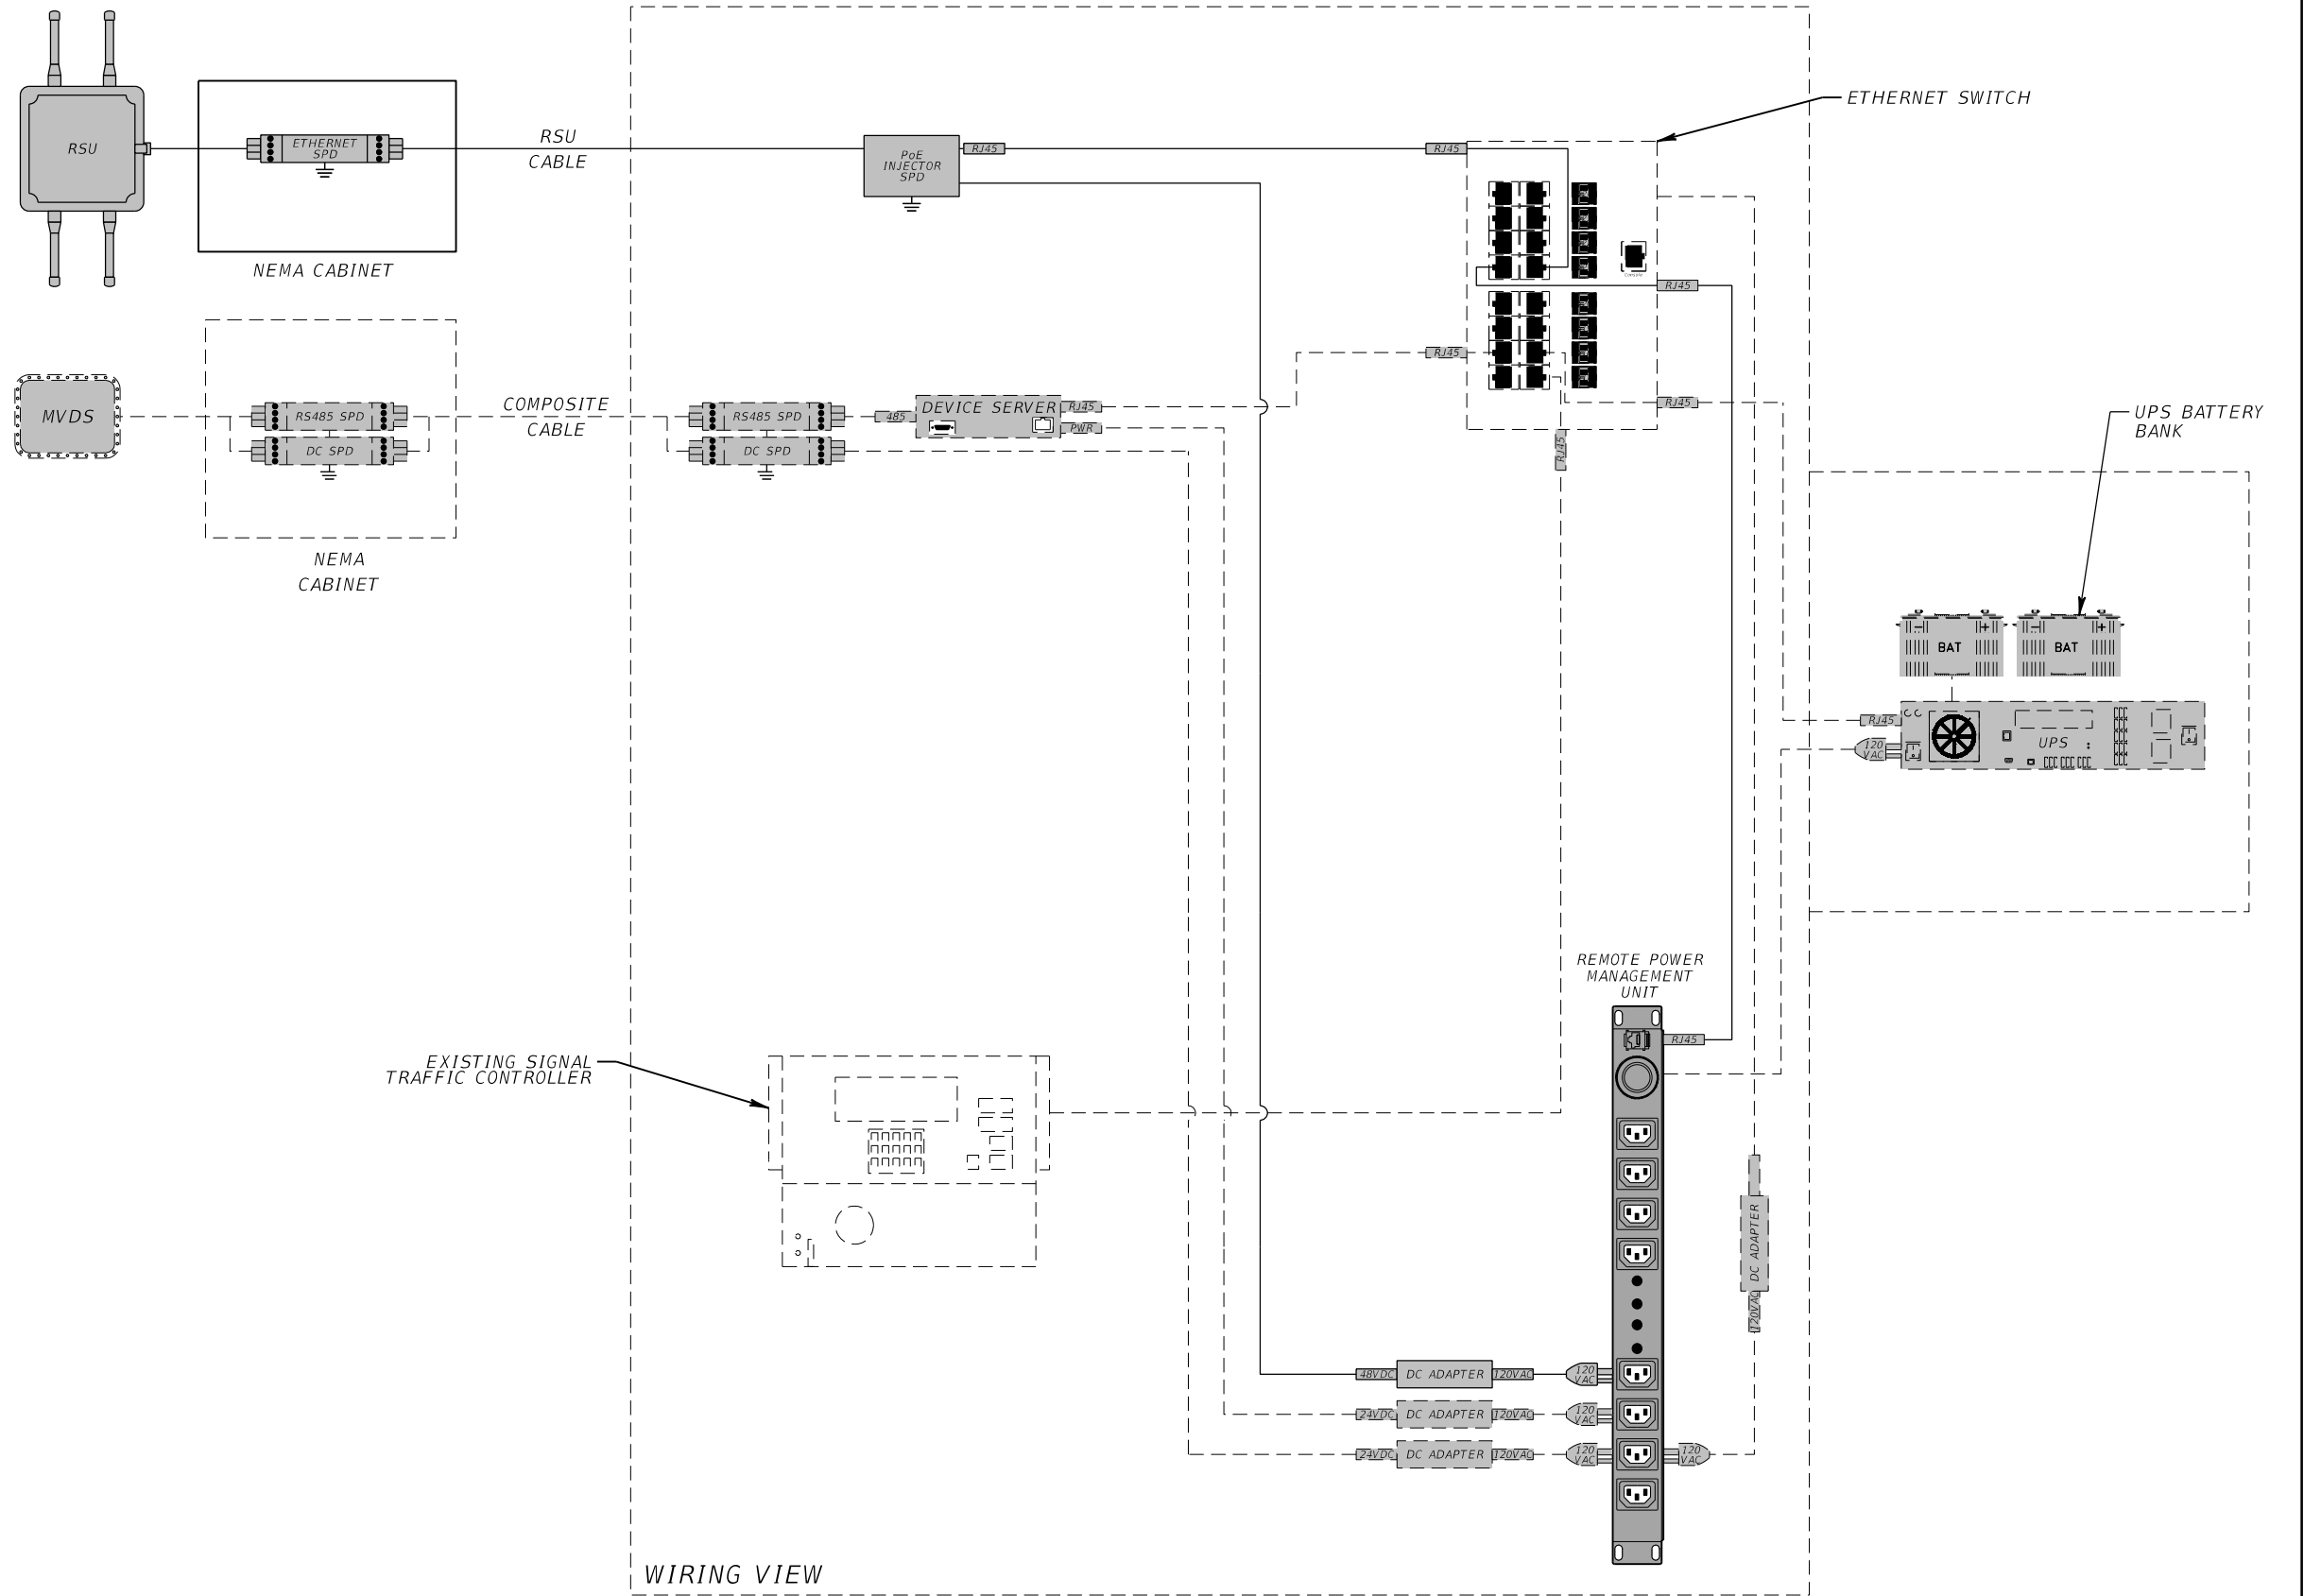 ETHERNET SWITCH
RSU
ETHERNET
SPD
RSU
CABLE
PoE
INJECTOR
SPD
RJ45
RJ45
NEMA CABINET
Console
RJ45
RJ45
MVDS
RS485 SPD
DC SPD
COMPOSITE
CABLE
RS485 SPD
DC SPD
485
DEVICE SERVER
RJ45
PWR
RJ45
RJ45
UPS BATTERY
BANK
NEMA
CABINET
BAT
BAT
RJ45
120
VAC
UPS
REMOTE POWER
MANAGEMENT
UNIT
RJ45
EXISTING SIGNAL
TRAFFIC CONTROLLER
DC ADAPTER
120VAC
48VDC
DC ADAPTER
120VAC
120
VAC
24VDC
DC ADAPTER
120VAC
120
VAC
24VDC
DC ADAPTER
120VAC
120
VAC
120
VAC
WIRING VIEW